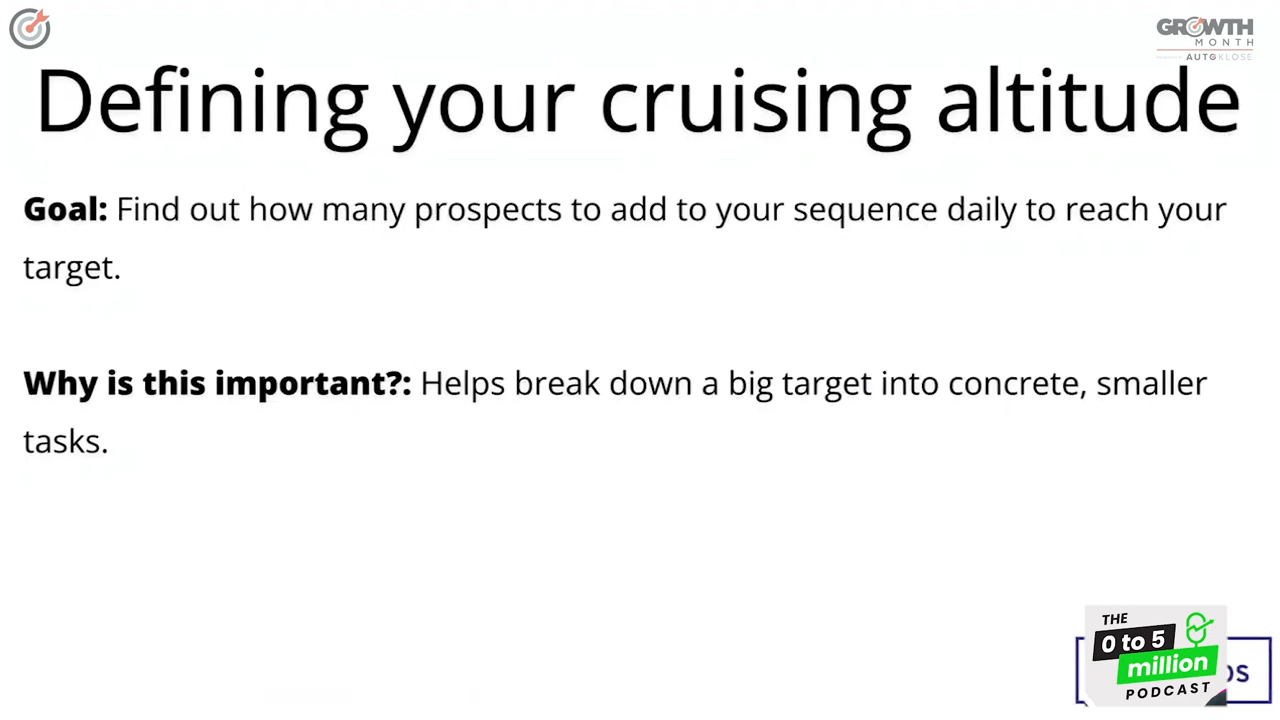 GROWTH
MONTH
AUTOKLOSE
Defining your cruising altitude
Goal: Find out how many prospects to add to your sequence daily to reach your
target.
Why is this important?: Helps break down a big target into concrete, smaller
tasks.
THE
0 to 5
million
PODCAST